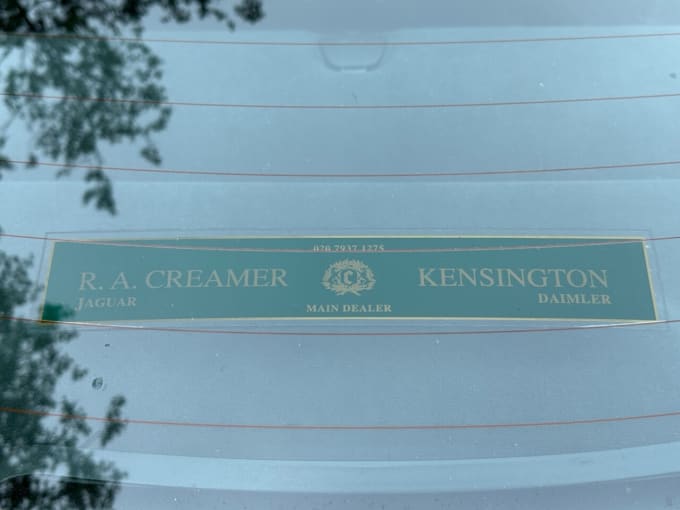 020 7937 1275
R. A. CREAMER C KENSINGTON
JAGUAR MAIN DEALER DAIMLER